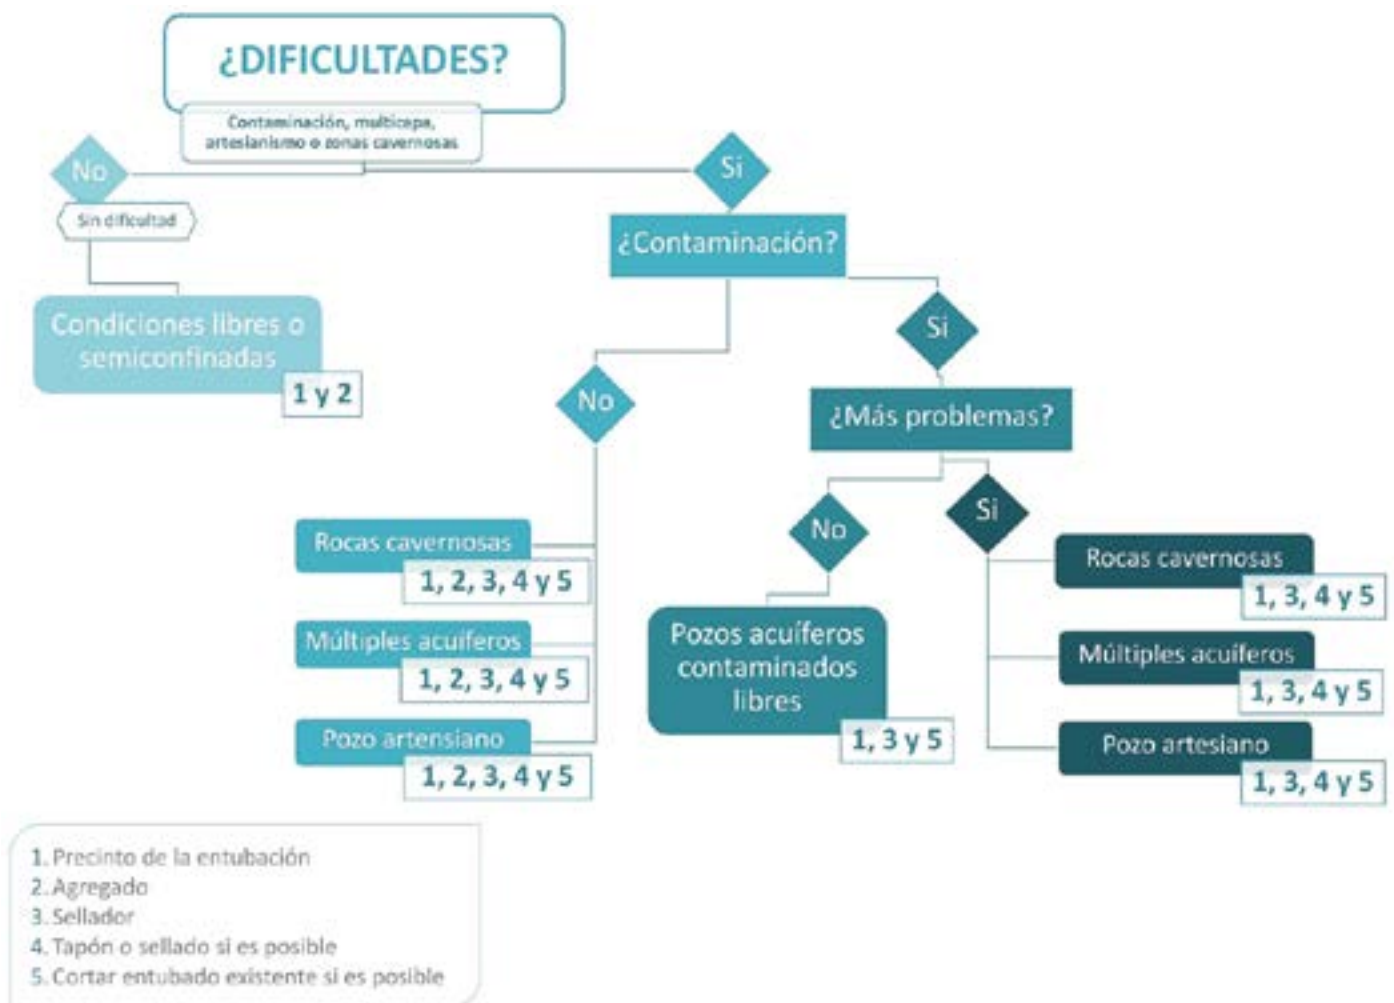 ¿DIFICULTADES?
Contaminación, multicapa,
artesianismo o zonas cavernosas
No
Si
Sin dificultad
¿Contaminación?
Condiciones libres o
semiconfinadas
1 y 2
Si
No
¿Más problemas?
No
Si
Rocas cavernosas
1, 2, 3, 4 y 5
Múltiples acuíferos
1, 2, 3, 4 y 5
Pozo artensiano
1, 2, 3, 4 y 5
Pozos acuíferos
contaminados
libres
1, 3 y 5
Rocas cavernosas
1, 3, 4 y 5
Múltiples acuíferos
1, 3, 4 y 5
Pozo artesiano
1, 3, 4 y 5
1. Precinto de la entubación
2. Agregado
3. Sellador
4. Tapón o sellado si es posible
5. Cortar entubado existente si es posible